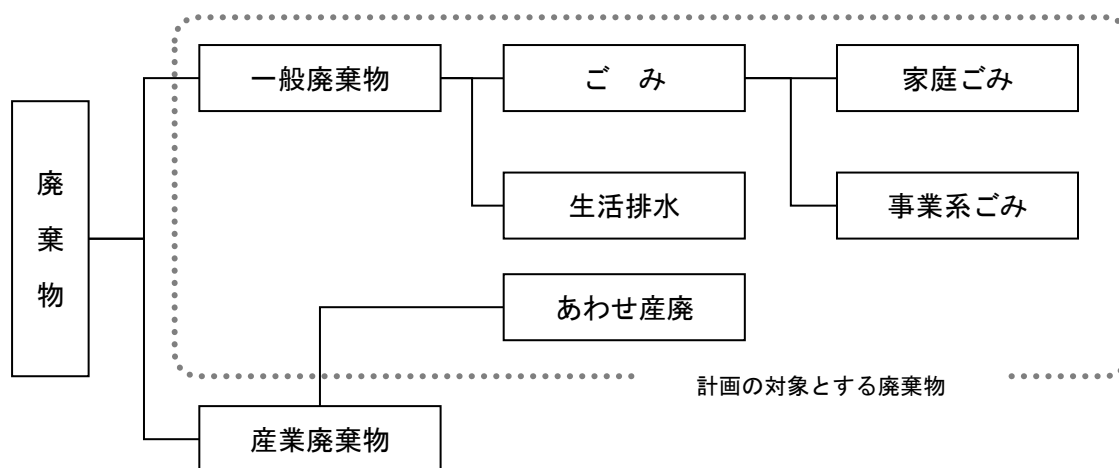 廃棄物
一般廃棄物
ご　み
家庭ごみ
生活排水
事業系ごみ
あわせ産廃
計画の対象とする廃棄物
産業廃棄物